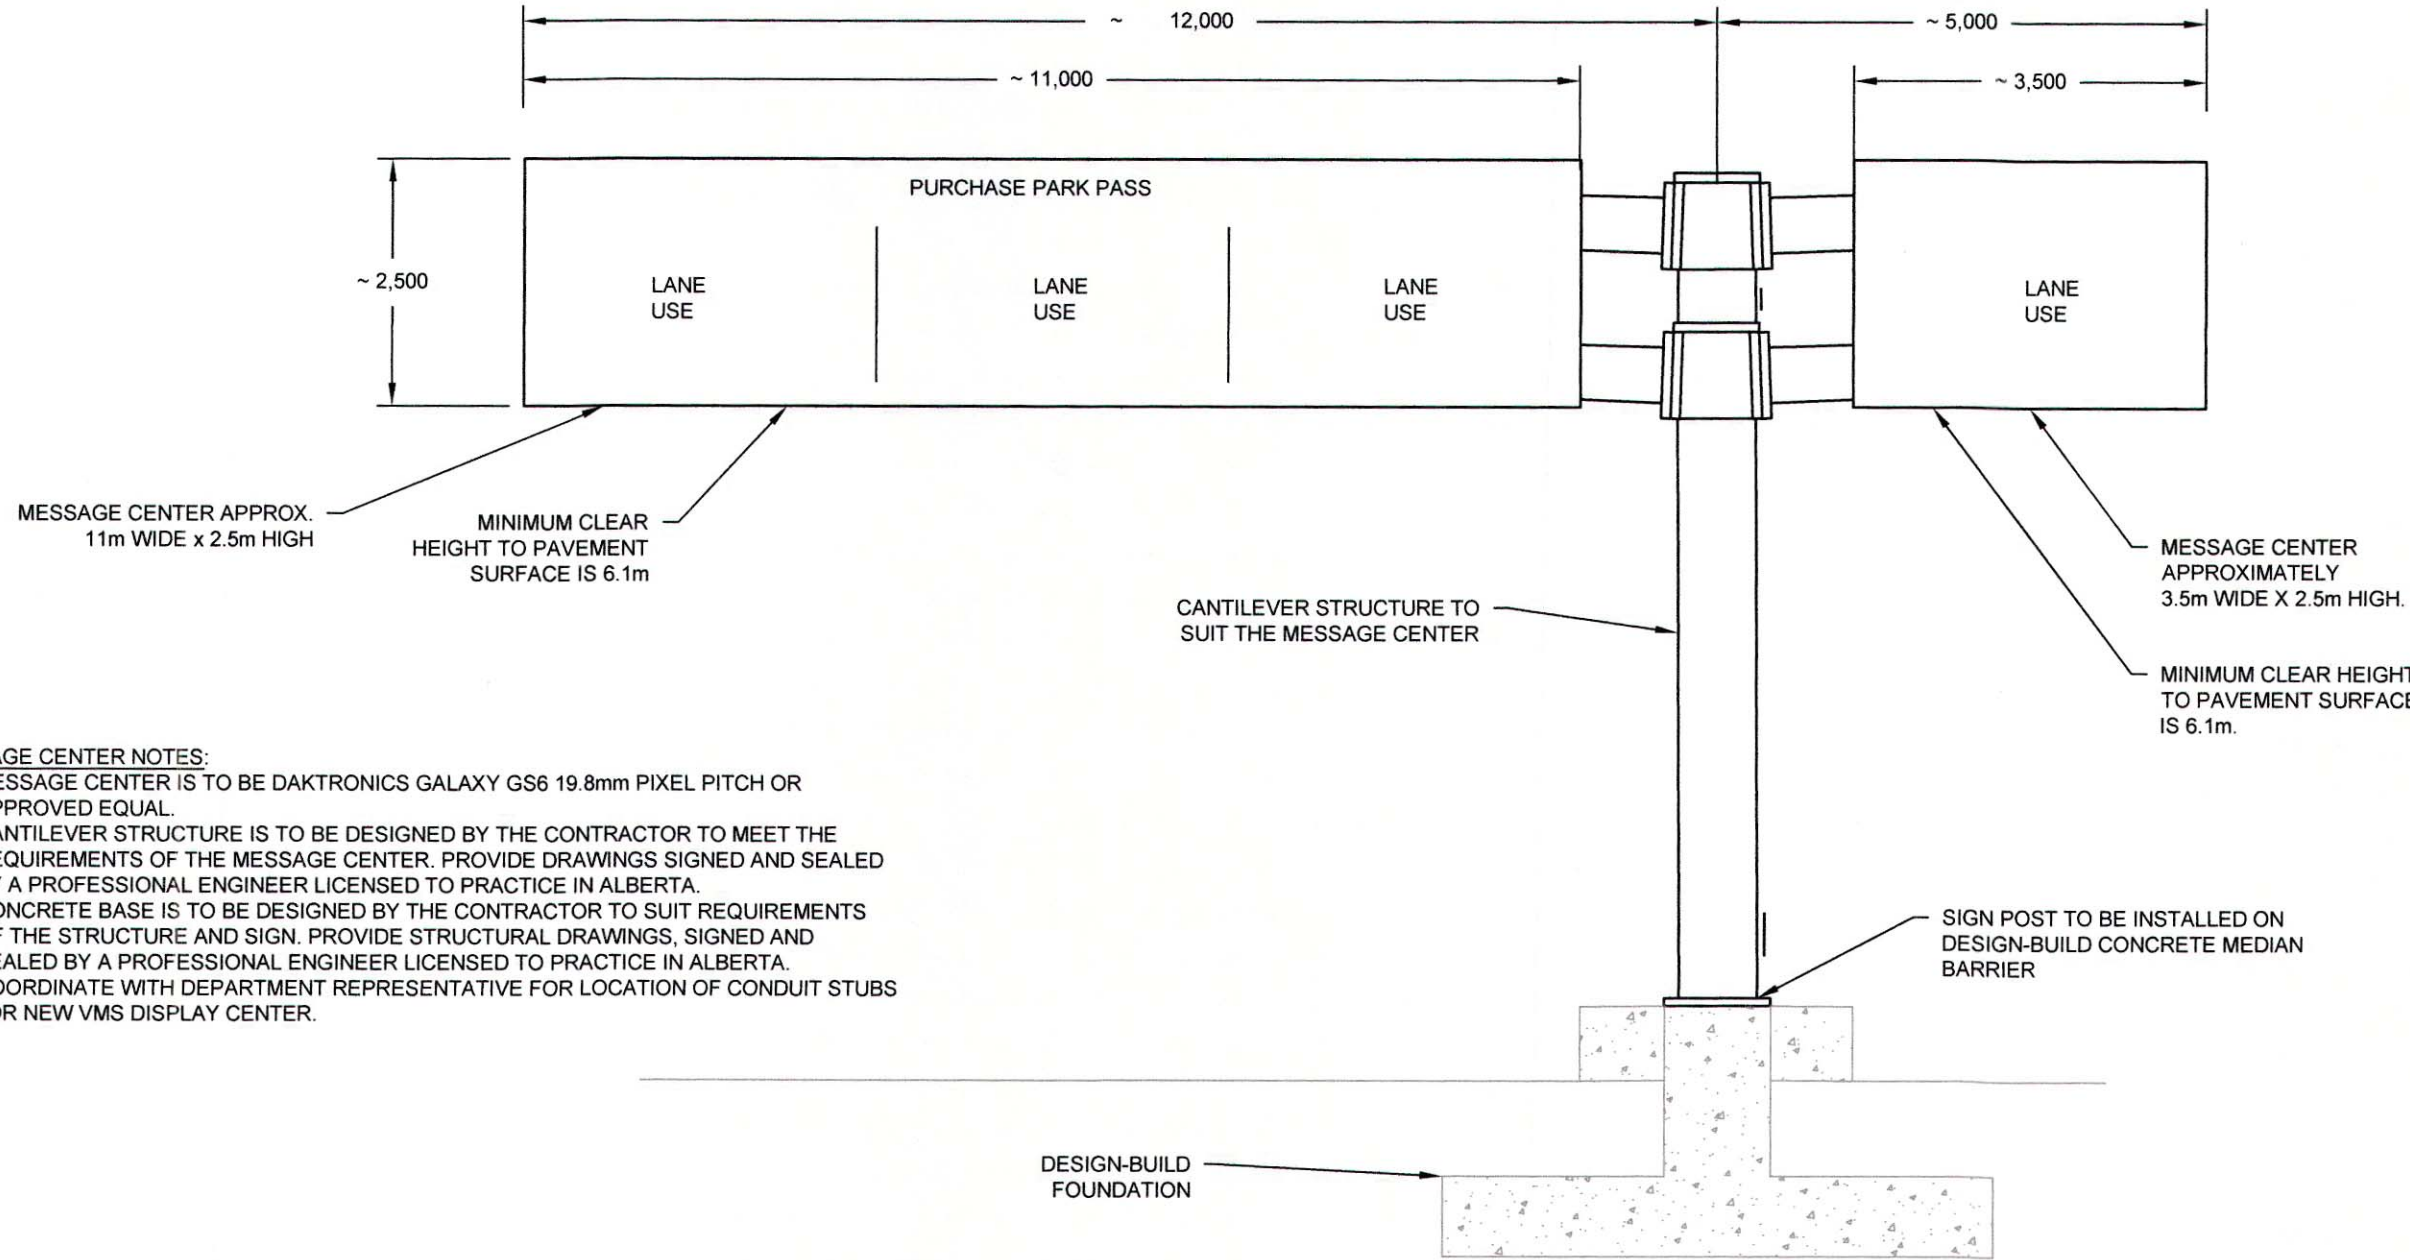 ~ 12,000
~ 5,000
~ 11,000
~ 3,500
PURCHASE PARK PASS
~ 2,500
LANE
USE
LANE
USE
LANE
USE
LANE
USE
MESSAGE CENTER APPROX.
11m WIDE x 2.5m HIGH
MINIMUM CLEAR
HEIGHT TO PAVEMENT
SURFACE IS 6.1m
MESSAGE CENTER
APPROXIMATELY
3.5m WIDE X 2.5m HIGH.
CANTILEVER STRUCTURE TO
SUIT THE MESSAGE CENTER
MINIMUM CLEAR HEIGHT
TO PAVEMENT SURFACE
IS 6.1m.
AGE CENTER NOTES:
ESSAGE CENTER IS TO BE DAKTRONICS GALAXY GS6 19.8mm PIXEL PITCH OR
PPROVED EQUAL.
ANTILEVER STRUCTURE IS TO BE DESIGNED BY THE CONTRACTOR TO MEET THE
EQUIREMENTS OF THE MESSAGE CENTER. PROVIDE DRAWINGS SIGNED AND SEALED
Y A PROFESSIONAL ENGINEER LICENSED TO PRACTICE IN ALBERTA.
ONCRETE BASE IS TO BE DESIGNED BY THE CONTRACTOR TO SUIT REQUIREMENTS
F THE STRUCTURE AND SIGN. PROVIDE STRUCTURAL DRAWINGS, SIGNED AND
EALED BY A PROFESSIONAL ENGINEER LICENSED TO PRACTICE IN ALBERTA.
OORDINATE WITH DEPARTMENT REPRESENTATIVE FOR LOCATION OF CONDUIT STUBS
OR NEW VMS DISPLAY CENTER.
SIGN POST TO BE INSTALLED ON
DESIGN-BUILD CONCRETE MEDIAN
BARRIER
DESIGN-BUILD
FOUNDATION